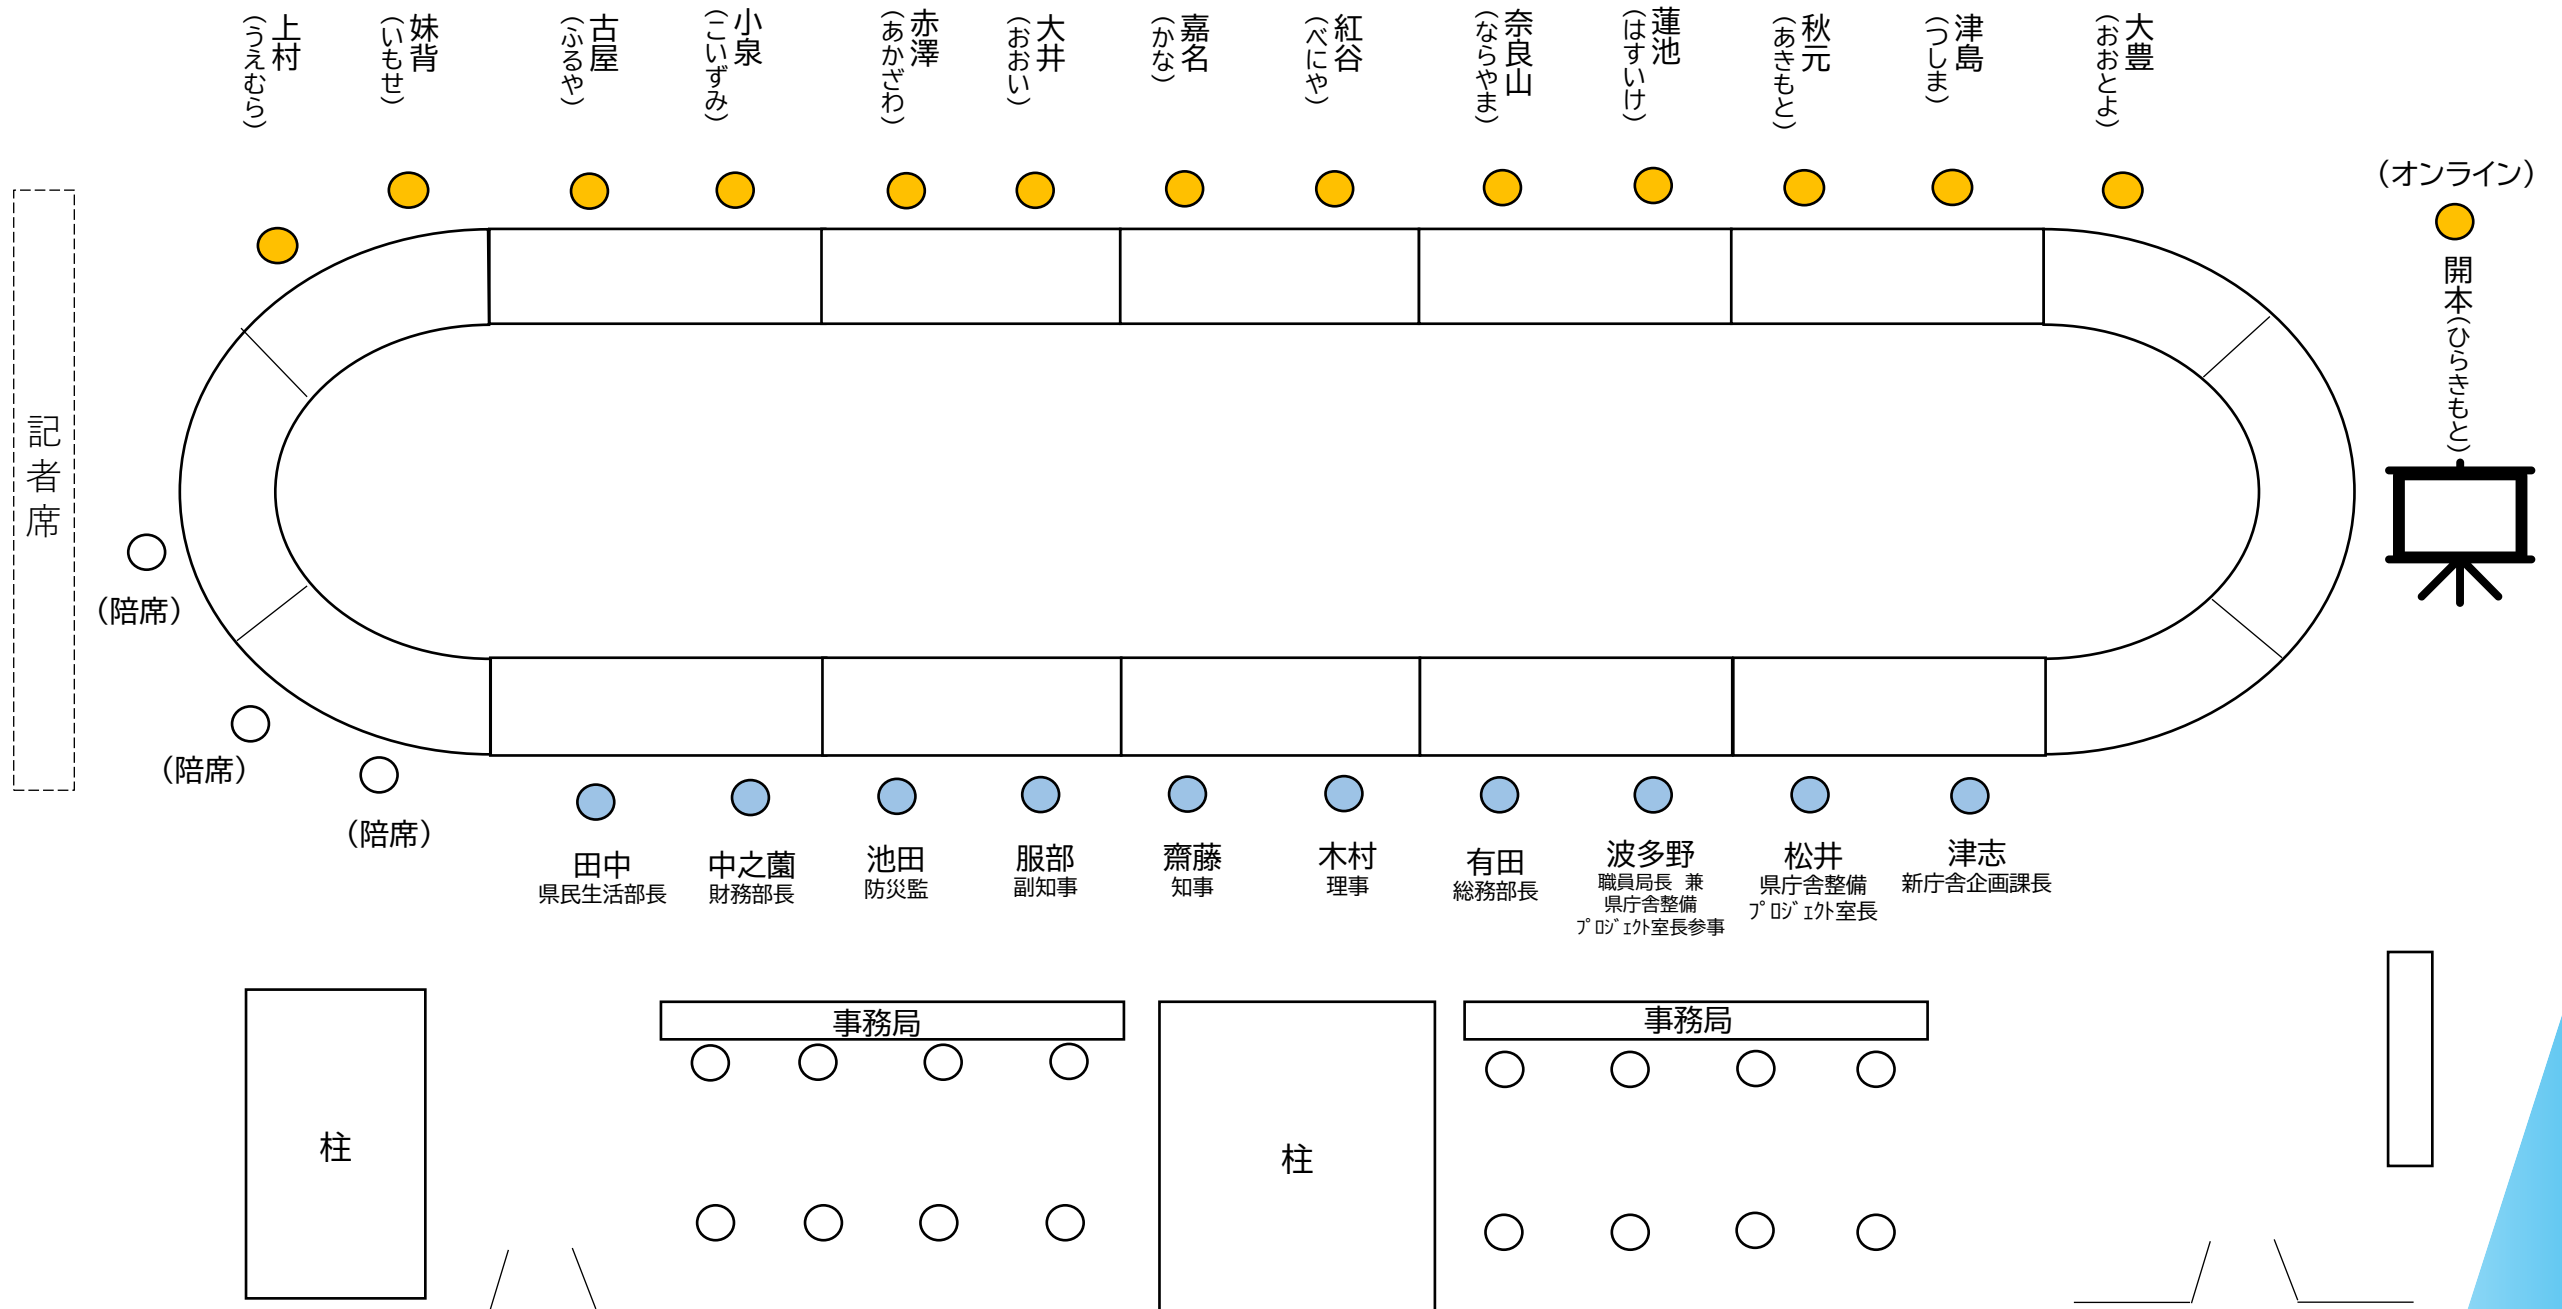 上村
(うえむら)
妹背
(いもせ)
古屋
(ふるや)
小泉
(こいずみ)
赤澤
(あかざわ)
大井
(おおい)
嘉名
(かな)
紅谷
(べにや)
奈良山
(ならやま)
蓮池
(はすいけ)
秋元
(あきもと)
津島
(つしま)
大豊
(おおとよ)
(オンライン)
開本(ひらきもと)
記者席
(陪席)
(陪席)
(陪席)
田中
県民生活部長
中之薗
財務部長
池田
防災監
服部
副知事
齋藤
知事
木村
理事
有田
総務部長
波多野
職員局長 兼
県庁舎整備
ﾌﾟﾛｼﾞｪｸﾄ室長参事
松井
県庁舎整備
ﾌﾟﾛｼﾞｪｸﾄ室長
津志
新庁舎企画課長
事務局
事務局
柱
柱